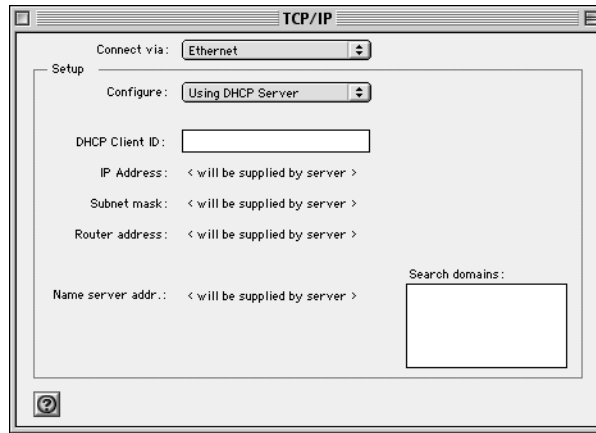 TCP/IP
Connect via: Ethernet
Setup
Configure: Using DHCP Server
DHCP Client ID:
IP Address: < will be supplied by server >
Subnet mask: < will be supplied by server >
Router address: < will be supplied by server >
Search domains:
Name server addr.: < will be supplied by server >
?